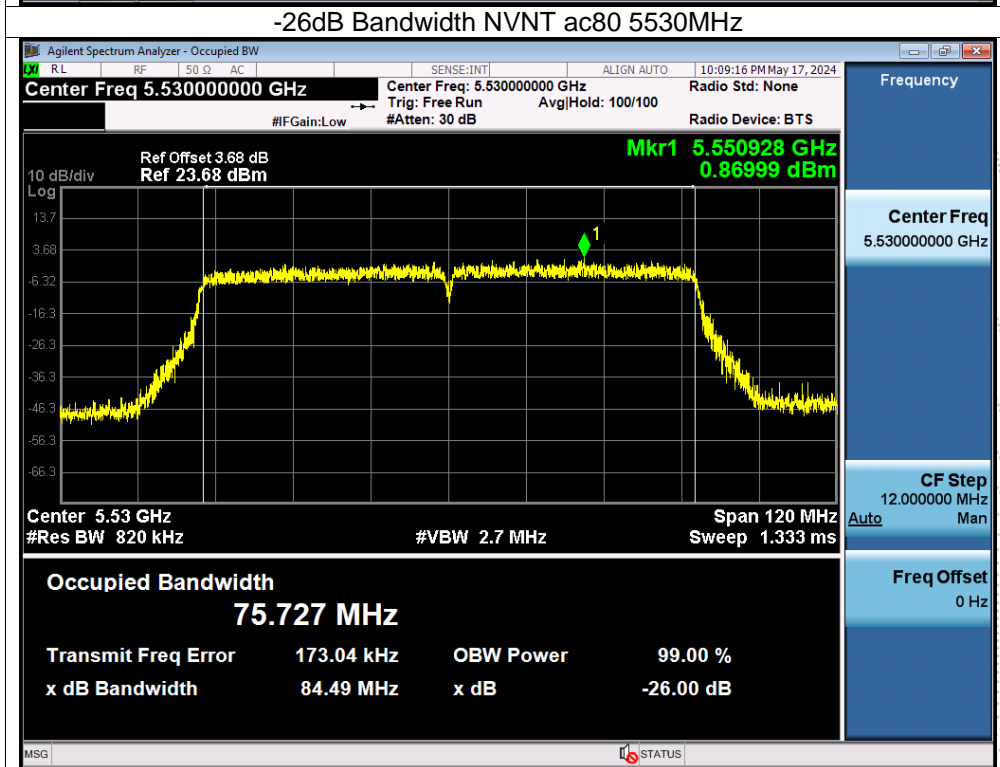 -26dB Bandwidth NVNT ac80 5530MHz
Agilent Spectrum Analyzer - Occupied BW
LXI RL RF 50 Ω AC SENSE:INT ALIGN AUTO 10:09:16 PM May 17, 2024
Center Freq 5.530000000 GHz
Center Freq: 5.530000000 GHz Radio Std: None
Trig: Free Run Avg|Hold: 100/100
#IFGain:Low #Atten: 30 dB Radio Device: BTS
Mkr1 5.550928 GHz
0.86999 dBm
Ref Offset 3.68 dB
10 dB/div Ref 23.68 dBm
Log
13.7
3.68
-6.32
-16.3
-26.3
-36.3
-46.3
-56.3
-66.3
1
Center 5.53 GHz Span 120 MHz
#Res BW 820 kHz #VBW 2.7 MHz Sweep 1.333 ms
Occupied Bandwidth
75.727 MHz
Transmit Freq Error 173.04 kHz OBW Power 99.00 %
x dB Bandwidth 84.49 MHz x dB -26.00 dB
Frequency
Center Freq
5.530000000 GHz
CF Step
12.000000 MHz
Auto Man
Freq Offset
0 Hz
MSG STATUS